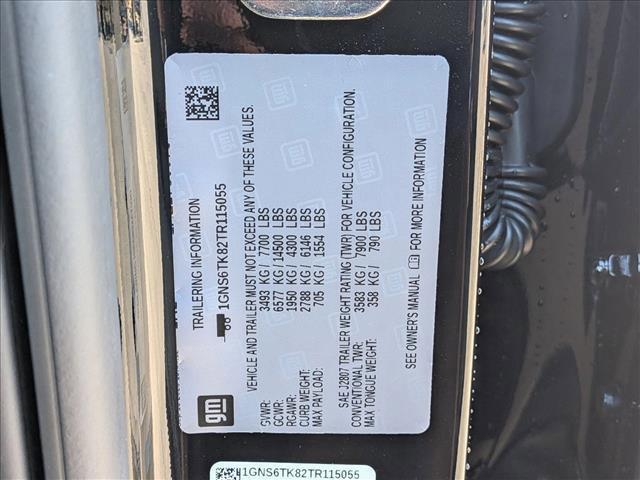 gm
TRAILERING INFORMATION
1GNS6TK82TR115055
VEHICLE AND TRAILER MUST NOT EXCEED ANY OF THESE VALUES.
GVWR: 3493 KG/ 7700 LBS
GCWR: 6577 KG/ 14500 LBS
RGAWR: 1950 KG/ 4300 LBS
CURB WEIGHT: 2788 KG/ 6146 LBS
MAX PAYLOAD: 705 KG/ 1554 LBS
SAE J2807 TRAILER WEIGHT RATING (TWR) FOR VEHICLE CONFIGURATION.
CONVENTIONAL TWR: 3583 KG/ 7900 LBS
MAX TONGUE WEIGHT: 358 KG/ 790 LBS
SEE OWNER'S MANUAL FOR MORE INFORMATION
1GNS6TK82TR115055